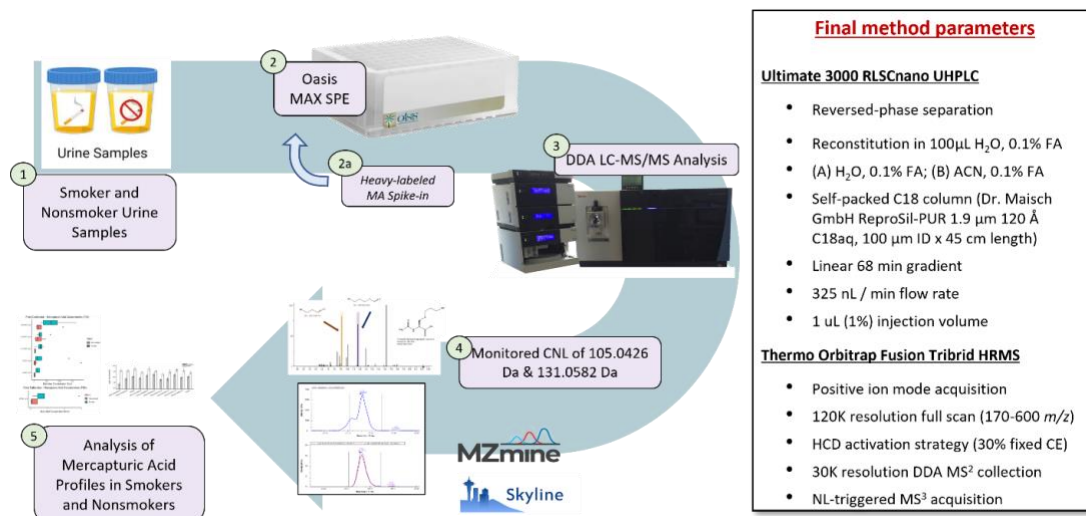 1
Urine Samples
Smoker and
Nonsmoker Urine
Samples
2
Oasis
MAX SPE
2a
Heavy-labeled
MA Spike-in
3
DDA LC-MS/MS Analysis
4
Monitored CNL of 105.0426
Da & 131.0582 Da
MZmine
Skyline
5
Analysis of
Mercapturic Acid
Profiles in Smokers
and Nonsmokers
Final method parameters
Ultimate 3000 RLSCnano UHPLC
• Reversed-phase separation
• Reconstitution in 100µL H₂O, 0.1% FA
• (A) H₂O, 0.1% FA; (B) ACN, 0.1% FA
• Self-packed C18 column (Dr. Maisch
GmbH ReproSil-PUR 1.9 µm 120 Å
C18aq, 100 µm ID x 45 cm length)
• Linear 68 min gradient
• 325 nL / min flow rate
• 1 uL (1%) injection volume
Thermo Orbitrap Fusion Tribrid HRMS
• Positive ion mode acquisition
• 120K resolution full scan (170-600 m/z)
• HCD activation strategy (30% fixed CE)
• 30K resolution DDA MS² collection
• NL-triggered MS³ acquisition